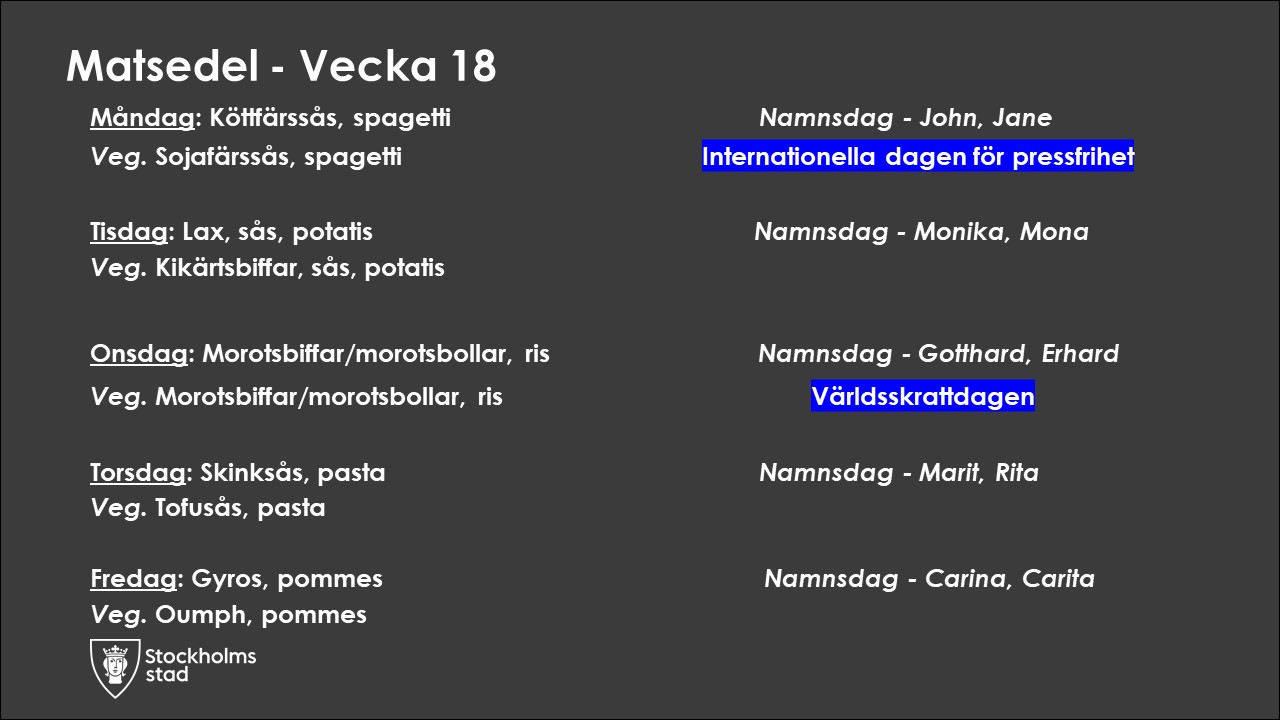 Matsedel - Vecka 18
Måndag: Köttfärssås, spagetti Namnsdag - John, Jane
Veg. Sojafärssås, spagetti Internationella dagen för pressfrihet
Tisdag: Lax, sås, potatis Namnsdag - Monika, Mona
Veg. Kikärtsbiffar, sås, potatis
Onsdag: Morotsbiffar/morotsbollar, ris Namnsdag - Gotthard, Erhard
Veg. Morotsbiffar/morotsbollar, ris Världsskrattdagen
Torsdag: Skinksås, pasta Namnsdag - Marit, Rita
Veg. Tofusås, pasta
Fredag: Gyros, pommes Namnsdag - Carina, Carita
Veg. Oumph, pommes
Stockholms
stad